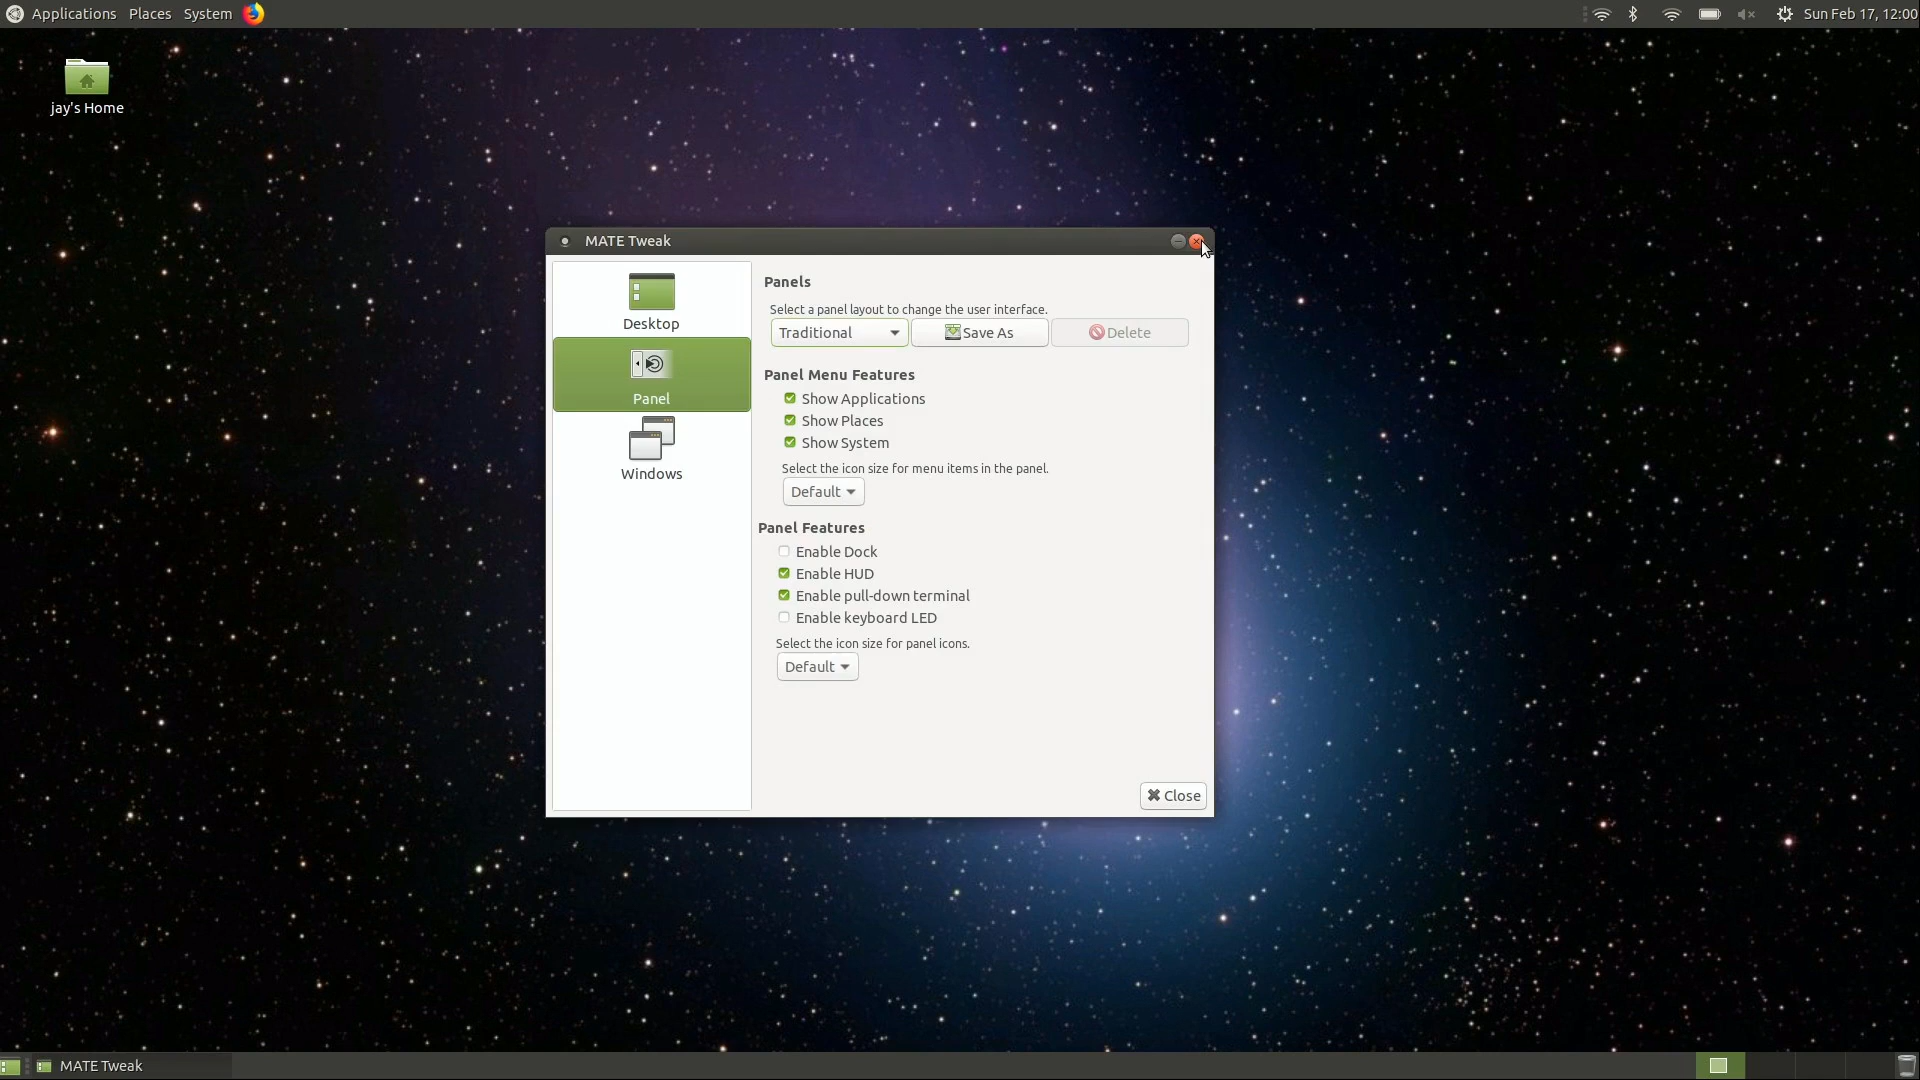 Applications Places System
Sun Feb 17, 12:00
jay's Home
MATE Tweak
Desktop
Panel
Windows
Panels
Select a panel layout to change the user interface.
Traditional Save As Delete
Panel Menu Features
Show Applications
Show Places
Show System
Select the icon size for menu items in the panel.
Default
Panel Features
Enable Dock
Enable HUD
Enable pull-down terminal
Enable keyboard LED
Select the icon size for panel icons.
Default
Close
MATE Tweak